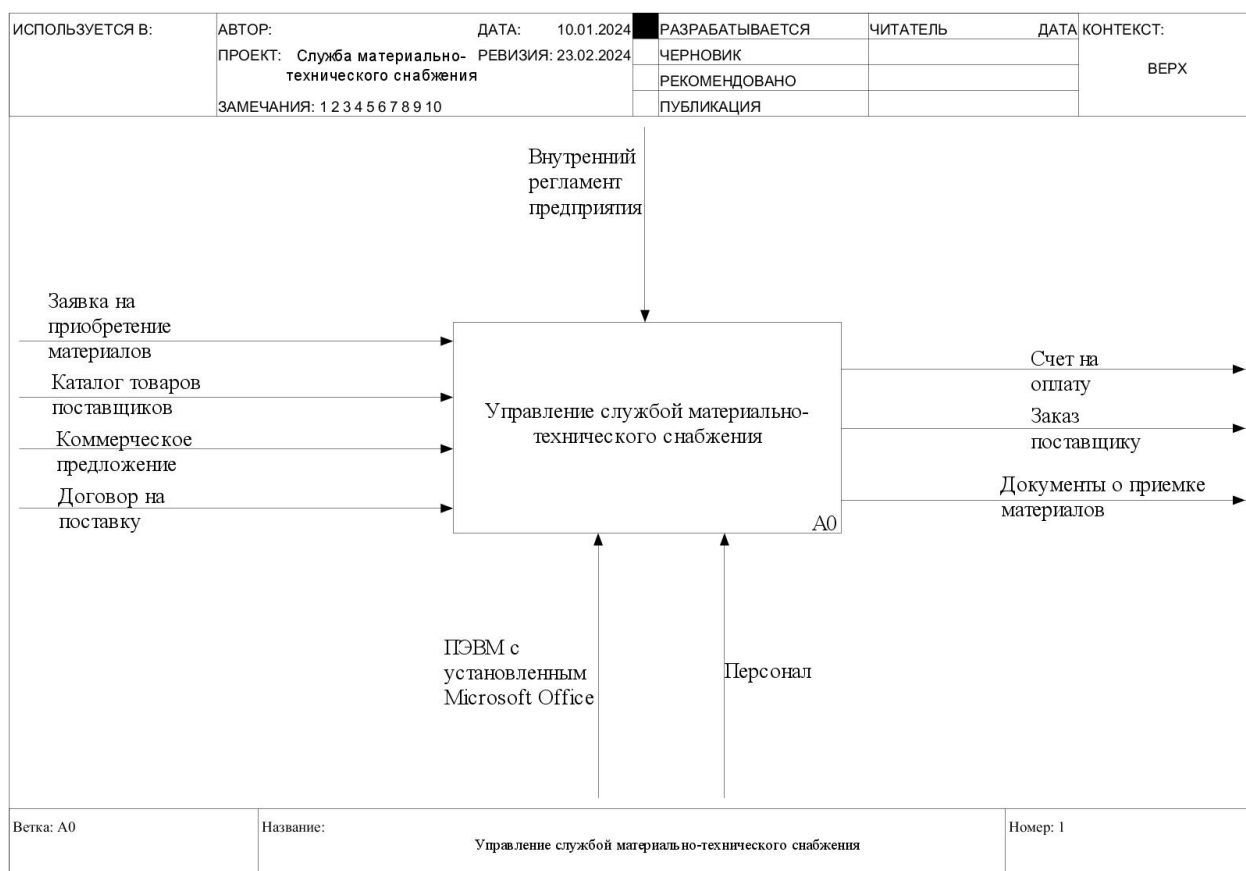 ИСПОЛЬЗУЕТСЯ В:
АВТОР:
ДАТА: 10.01.2024
РАЗРАБАТЫВАЕТСЯ
ЧИТАТЕЛЬ
ДАТА
КОНТЕКСТ:
ПРОЕКТ: Служба материально-
технического снабжения
РЕВИЗИЯ: 23.02.2024
ЧЕРНОВИК
РЕКОМЕНДОВАНО
ВЕРХ
ЗАМЕЧАНИЯ: 1 2 3 4 5 6 7 8 9 10
ПУБЛИКАЦИЯ
Внутренний
регламент
предприятия
Заявка на
приобретение
материалов
Каталог товаров
поставщиков
Коммерческое
предложение
Договор на
поставку
Управление службой материально-
технического снабжения
A0
Счет на
оплату
Заказ
поставщику
Документы о приемке
материалов
ПЭВМ с
установленным
Microsoft Office
Персонал
Ветка: A0
Название:
Управление службой материально-технического снабжения
Номер: 1